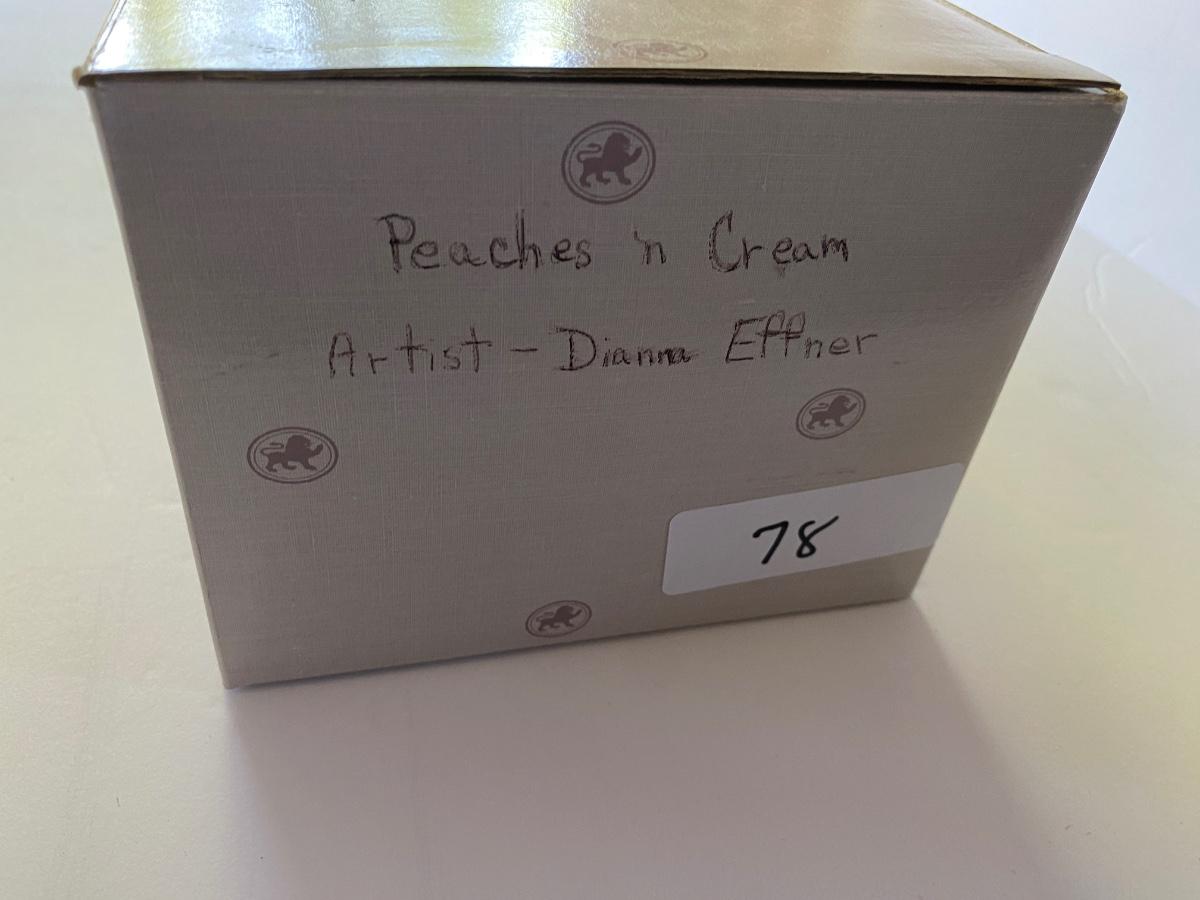 Peaches 'n Cream
Artist - Dianna Effner
78